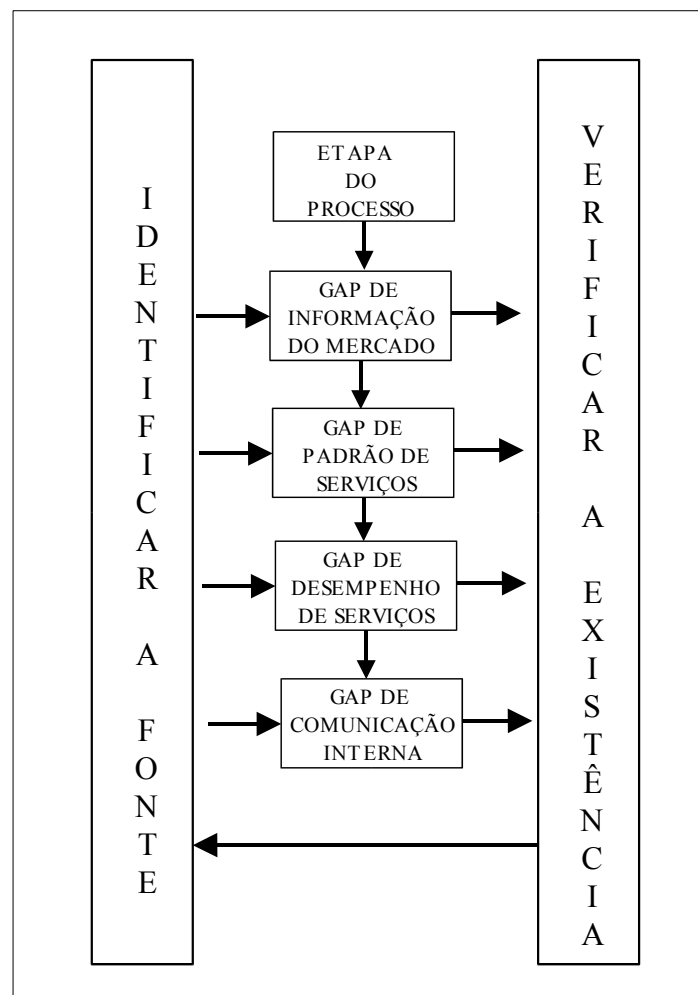 IDENTIFICAR A FONTE
ETAPA
DO
PROCESSO
GAP DE
INFORMAÇÃO
DO MERCADO
GAP DE
PADRÃO DE
SERVIÇOS
GAP DE
DESEMPENHO
DE SERVIÇOS
GAP DE
COMUNICAÇÃO
INTERNA
VERIFICAR A EXISTÊNCIA